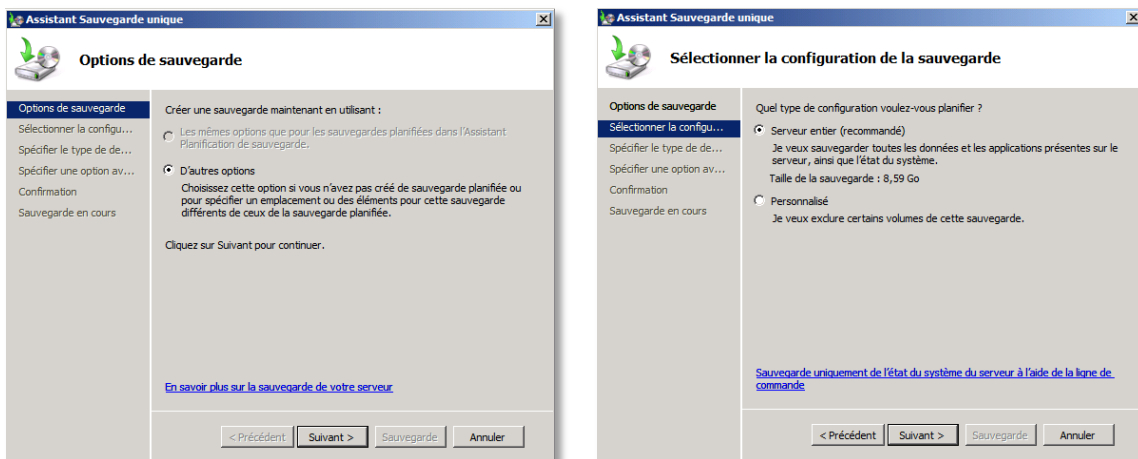 Assistant Sauvegarde unique
Options de sauvegarde
Options de sauvegarde
Sélectionner la configu...
Spécifier le type de de...
Spécifier une option av...
Confirmation
Sauvegarde en cours
Créer une sauvegarde maintenant en utilisant :
Les mêmes options que pour les sauvegardes planifiées dans l'Assistant
Planification de sauvegarde.
D'autres options
Choisissez cette option si vous n'avez pas créé de sauvegarde planifiée ou
pour spécifier un emplacement ou des éléments pour cette sauvegarde
différents de ceux de la sauvegarde planifiée.
Cliquez sur Suivant pour continuer.
En savoir plus sur la sauvegarde de votre serveur
< Précédent
Suivant >
Sauvegarde
Annuler
Assistant Sauvegarde unique
Sélectionner la configuration de la sauvegarde
Options de sauvegarde
Sélectionner la configu...
Spécifier le type de de...
Spécifier une option av...
Confirmation
Sauvegarde en cours
Quel type de configuration voulez-vous planifier ?
Serveur entier (recommandé)
Je veux sauvegarder toutes les données et les applications présentes sur le
serveur, ainsi que l'état du système.
Taille de la sauvegarde : 8,59 Go
Personnalisé
Je veux exclure certains volumes de cette sauvegarde.
Sauvegarde uniquement de l'état du système du serveur à l'aide de la ligne de
commande
< Précédent
Suivant >
Sauvegarde
Annuler